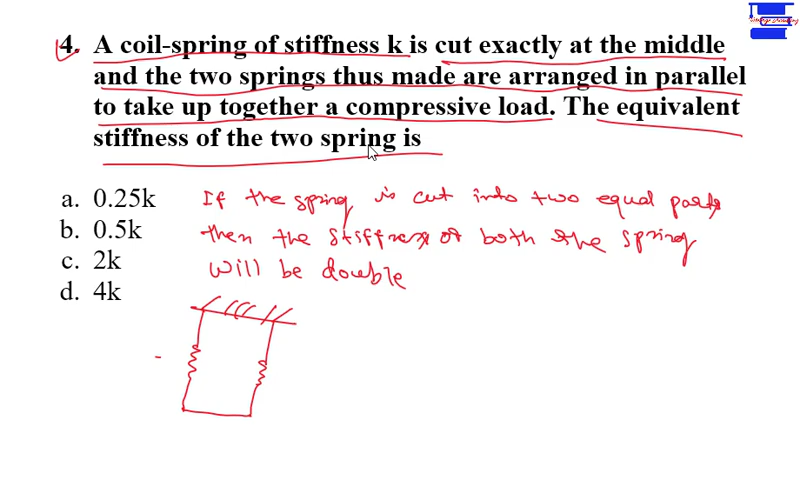 4. A coil-spring of stiffness k is cut exactly at the middle
and the two springs thus made are arranged in parallel
to take up together a compressive load. The equivalent
stiffness of the two spring is
a. 0.25k
b. 0.5k
c. 2k
d. 4k
If the spring is cut into two equal parts
then the stiffness of both the spring
will be double